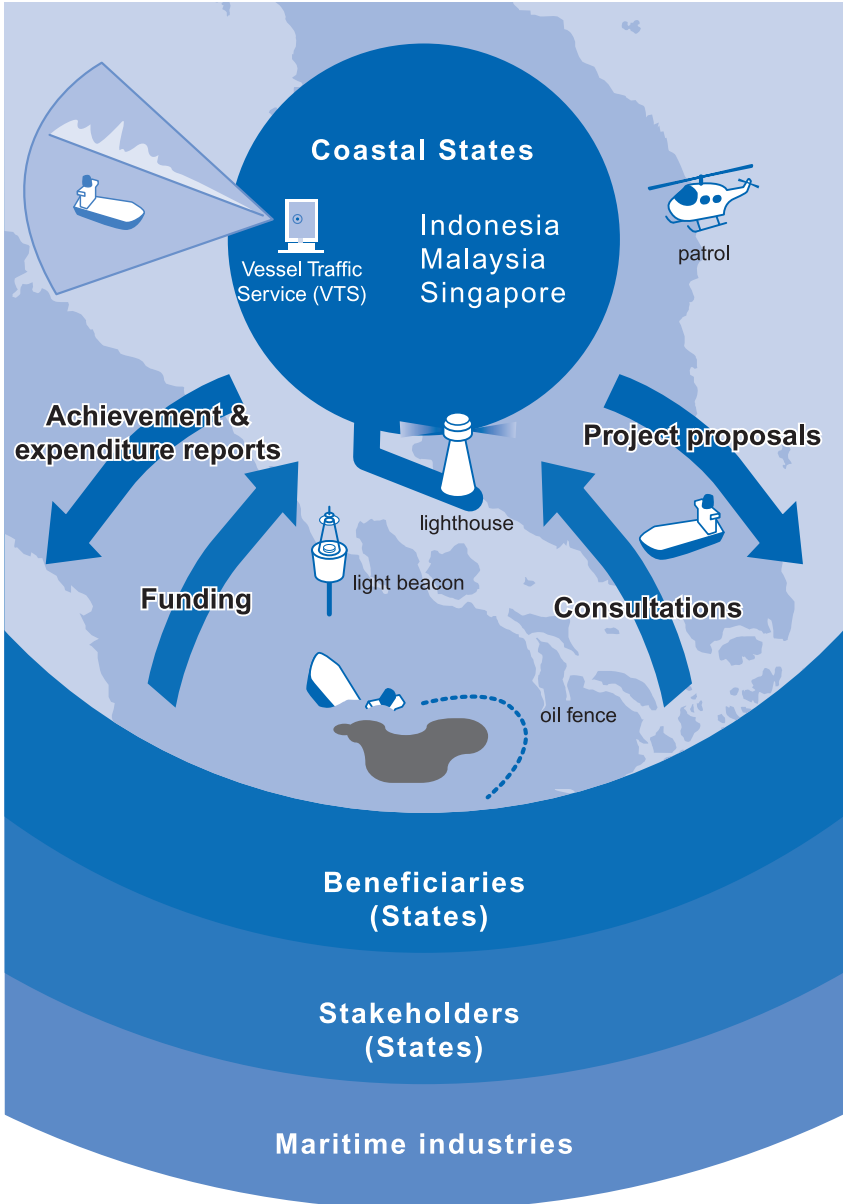 Coastal States
Indonesia
Malaysia
Singapore
Vessel Traffic
Service (VTS)
patrol
Achievement &
expenditure reports
Project proposals
lighthouse
light beacon
Funding
Consultations
oil fence
Beneficiaries
(States)
Stakeholders
(States)
Maritime industries